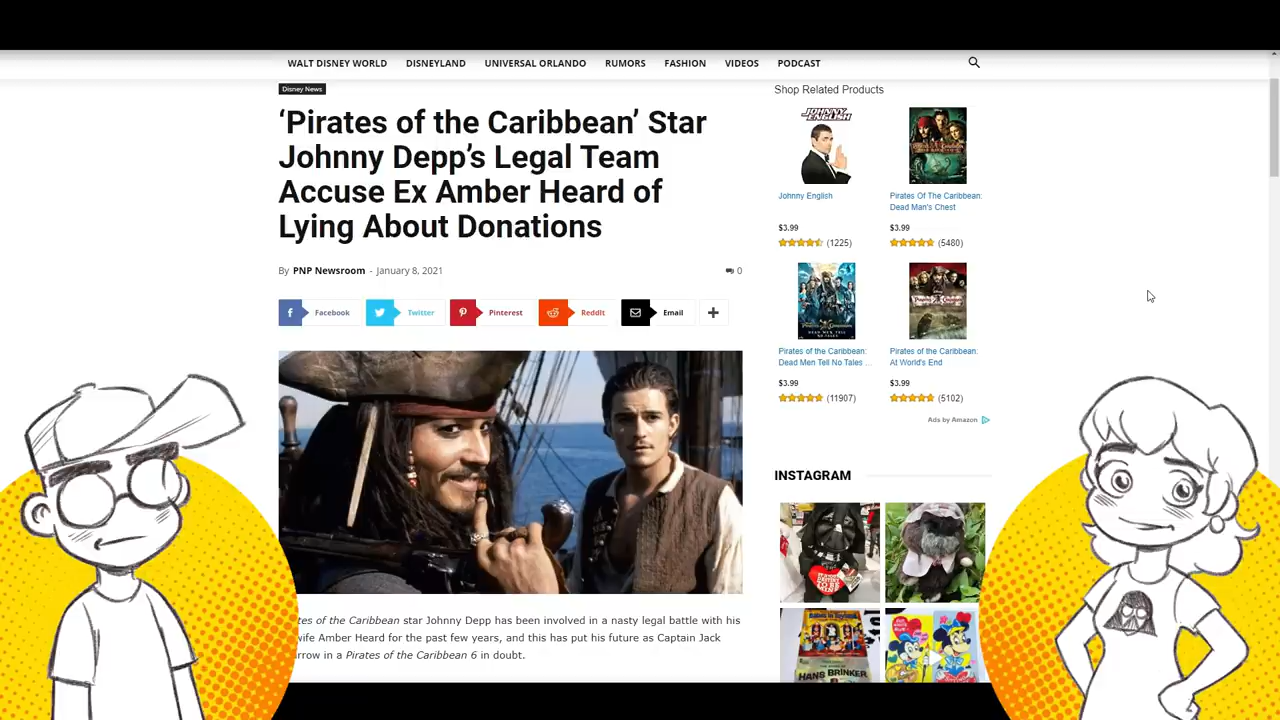 WALT DISNEY WORLD DISNEYLAND UNIVERSAL ORLANDO RUMORS FASHION VIDEOS PODCAST
Disney News
‘Pirates of the Caribbean’ Star
Johnny Depp’s Legal Team
Accuse Ex Amber Heard of
Lying About Donations
By PNP Newsroom - January 8, 2021 0
Facebook Twitter Pinterest ReddIt Email
tes of the Caribbean star Johnny Depp has been involved in a nasty legal battle with his
wife Amber Heard for the past few years, and this has put his future as Captain Jack
rrow in a Pirates of the Caribbean 6 in doubt.
Shop Related Products
JOHNNY
ENGLISH
Johnny English
$3.99
(1225)
Pirates Of The Caribbean:
Dead Man's Chest
$3.99
(5480)
Pirates of the Caribbean:
Dead Men Tell No Tales ...
$3.99
(11907)
Pirates of the Caribbean:
At World's End
$3.99
(5102)
Ads by Amazon
INSTAGRAM
HANS BRINKER